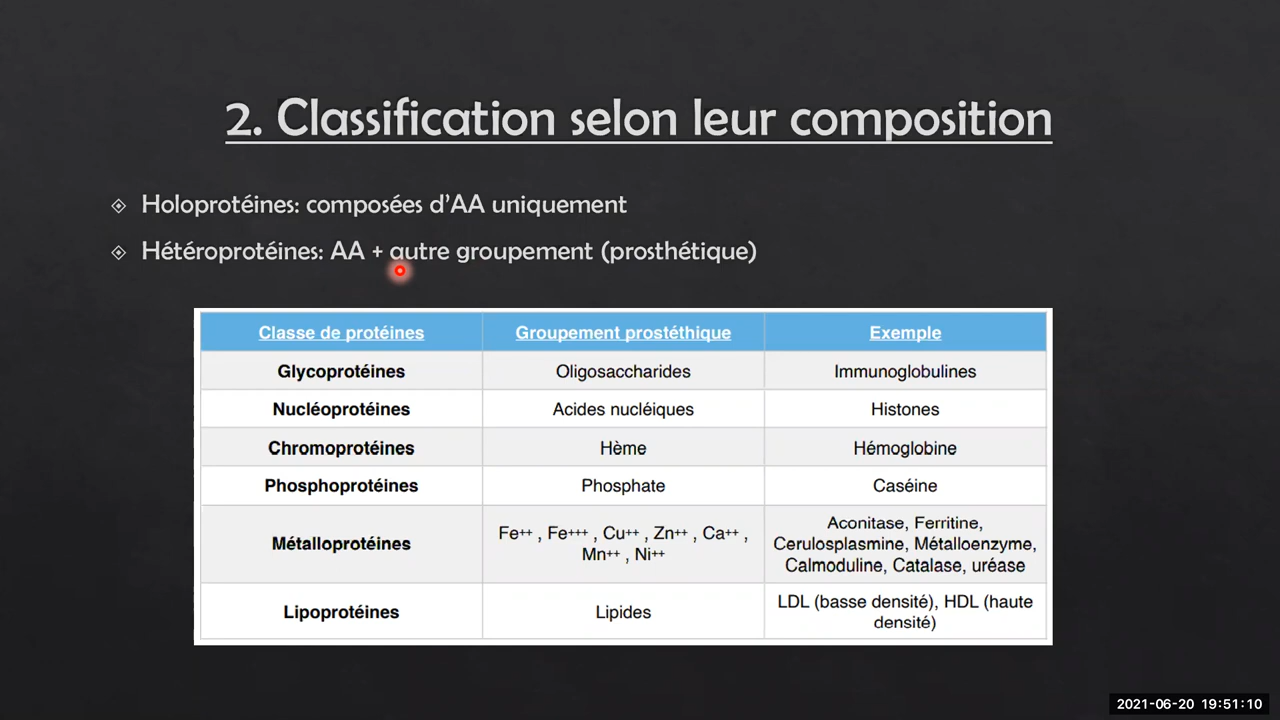 2. Classification selon leur composition
Holoprotéines: composées d'AA uniquement
Hétéroprotéines: AA + autre groupement (prosthétique)
Classe de protéines Groupement prostéthique Exemple
Glycoprotéines Oligosaccharides Immunoglobulines
Nucléoprotéines Acides nucléiques Histones
Chromoprotéines Hème Hémoglobine
Phosphoprotéines Phosphate Caséine
Métalloprotéines
Fe++ , Fe+++ , Cu++ , Zn++ , Ca++ ,
Mn++ , Ni++
Aconitase, Ferritine,
Cerulosplasmine, Métalloenzyme,
Calmoduline, Catalase, uréase
Lipoprotéines Lipides
LDL (basse densité), HDL (haute
densité)
2021-06-20 19:51:10